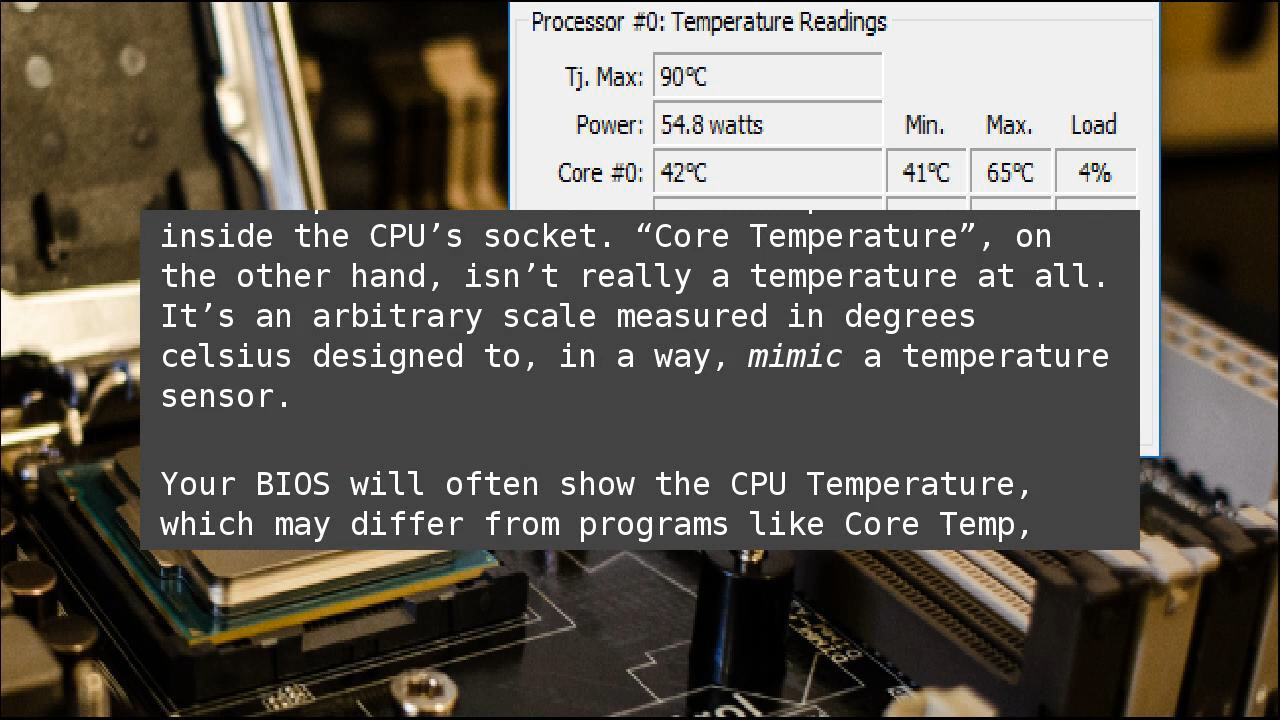 Processor #0: Temperature Readings
Tj. Max: 90°C
Power: 54.8 watts Min. Max. Load
Core #0: 42°C 41°C 65°C 4%
inside the CPU’s socket. “Core Temperature”, on
the other hand, isn’t really a temperature at all.
It’s an arbitrary scale measured in degrees
celsius designed to, in a way, mimic a temperature
sensor.
Your BIOS will often show the CPU Temperature,
which may differ from programs like Core Temp,